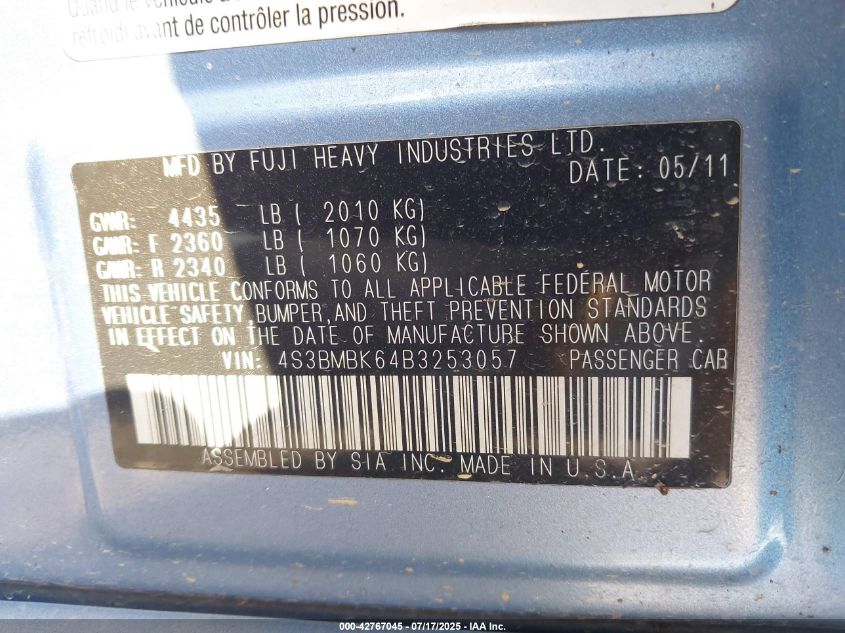 Quand le véhicule a
refroidi avant de contrôler la pression.
MFD BY FUJI HEAVY INDUSTRIES LTD.
DATE: 05/11
GVWR: 4435 LB ( 2010 KG)
GAWR: F 2360 LB ( 1070 KG)
GAWR: R 2340 LB ( 1060 KG)
THIS VEHICLE CONFORMS TO ALL APPLICABLE FEDERAL MOTOR
VEHICLE SAFETY, BUMPER, AND THEFT PREVENTION STANDARDS
IN EFFECT ON THE DATE OF MANUFACTURE SHOWN ABOVE.
VIN: 4S3BMBK64B3253057 PASSENGER CAR
ASSEMBLED BY SIA INC. MADE IN U.S.A.
000-42767045 - 07/17/2025 - IAA Inc.